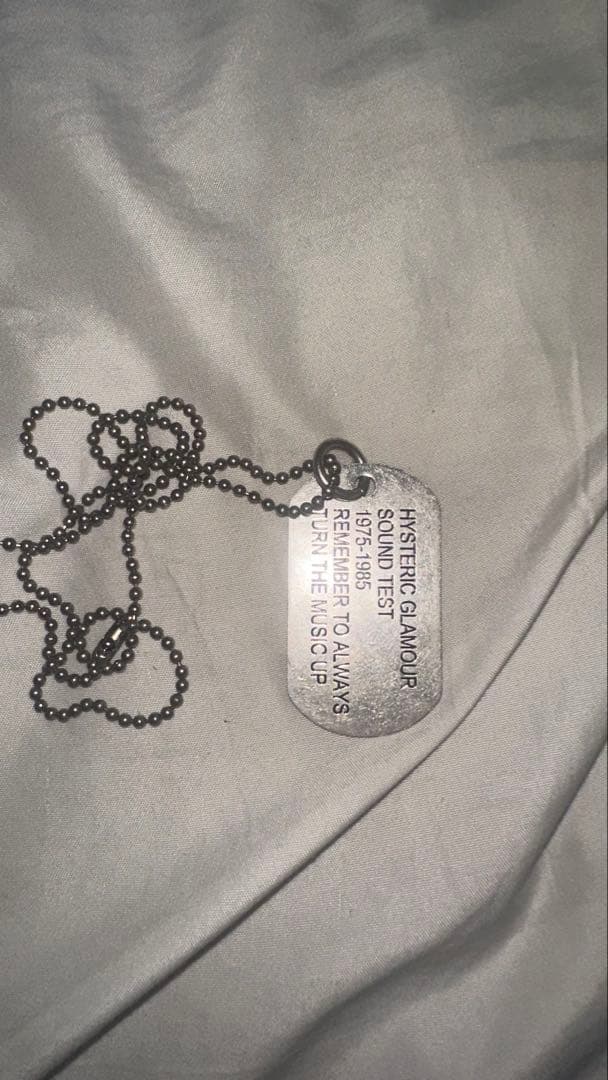 HYSTERIC GLAMOUR
SOUND TEST
1975-1985
REMEMBER TO ALWAYS
TURN THE MUSIC UP